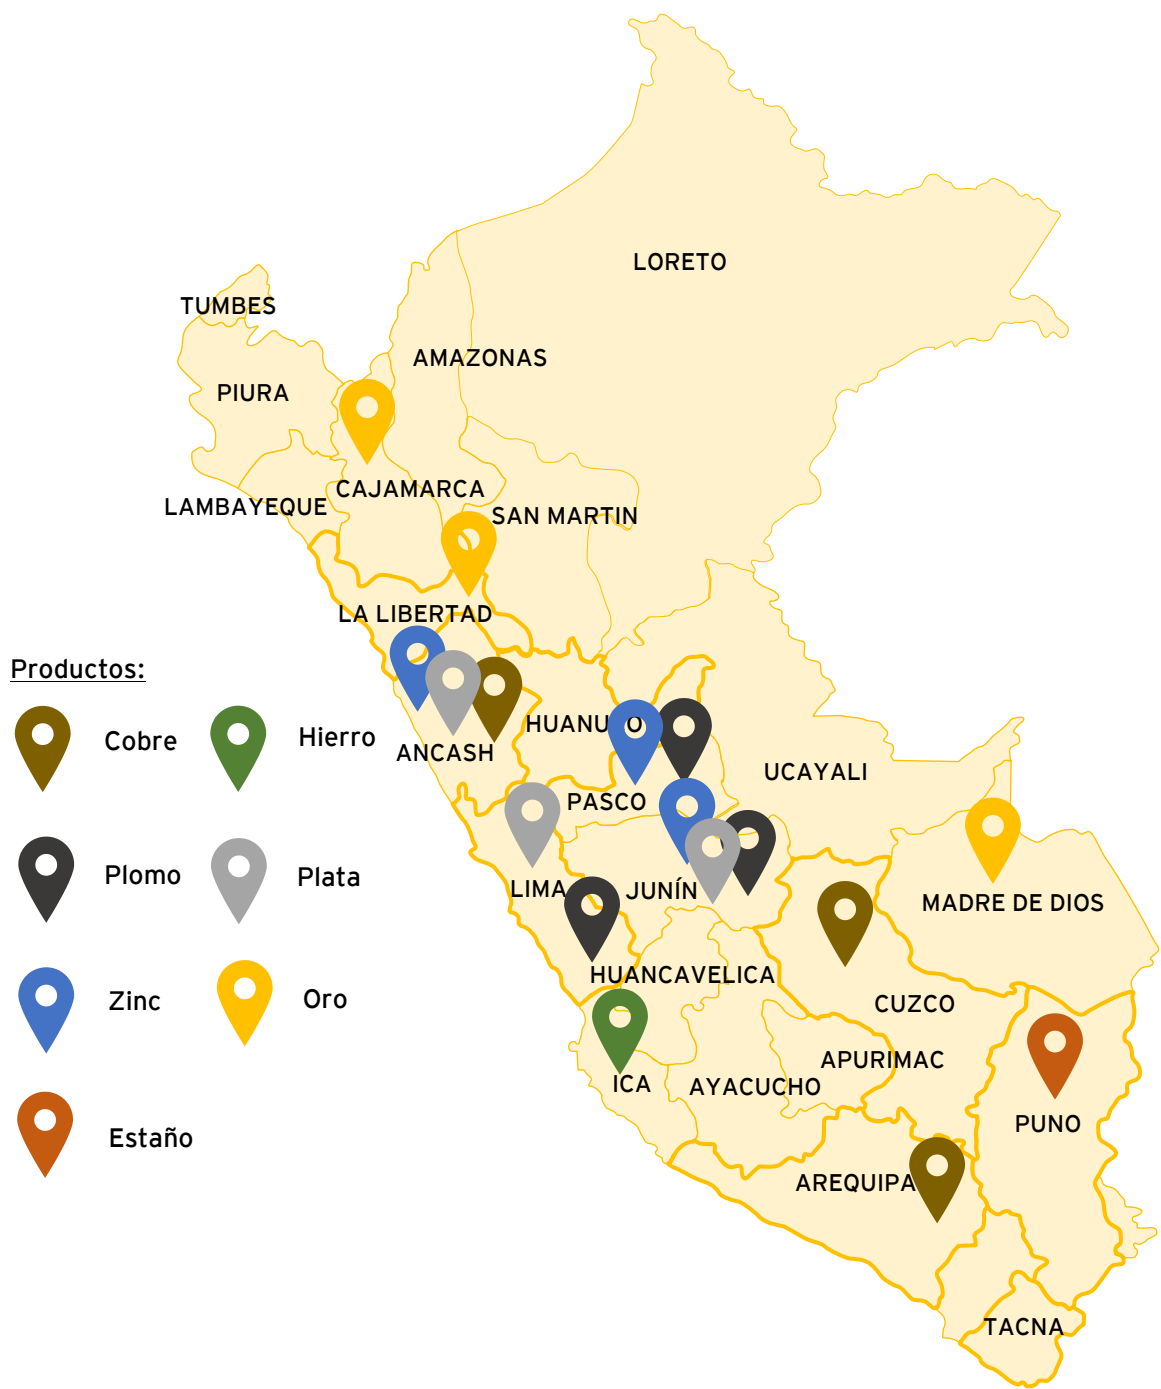 LORETO
TUMBES
AMAZONAS
PIURA
CAJAMARCA
LAMBAYEQUE
SAN MARTIN
LA LIBERTAD
Productos:
HUANUCO
Cobre
Hierro
ANCASH
UCAYALI
PASCO
Plomo
Plata
LIMA
JUNÍN
MADRE DE DIOS
HUANCAVELICA
Zinc
Oro
CUZCO
APURIMAC
ICA
AYACUCHO
PUNO
Estaño
AREQUIPA
TACNA